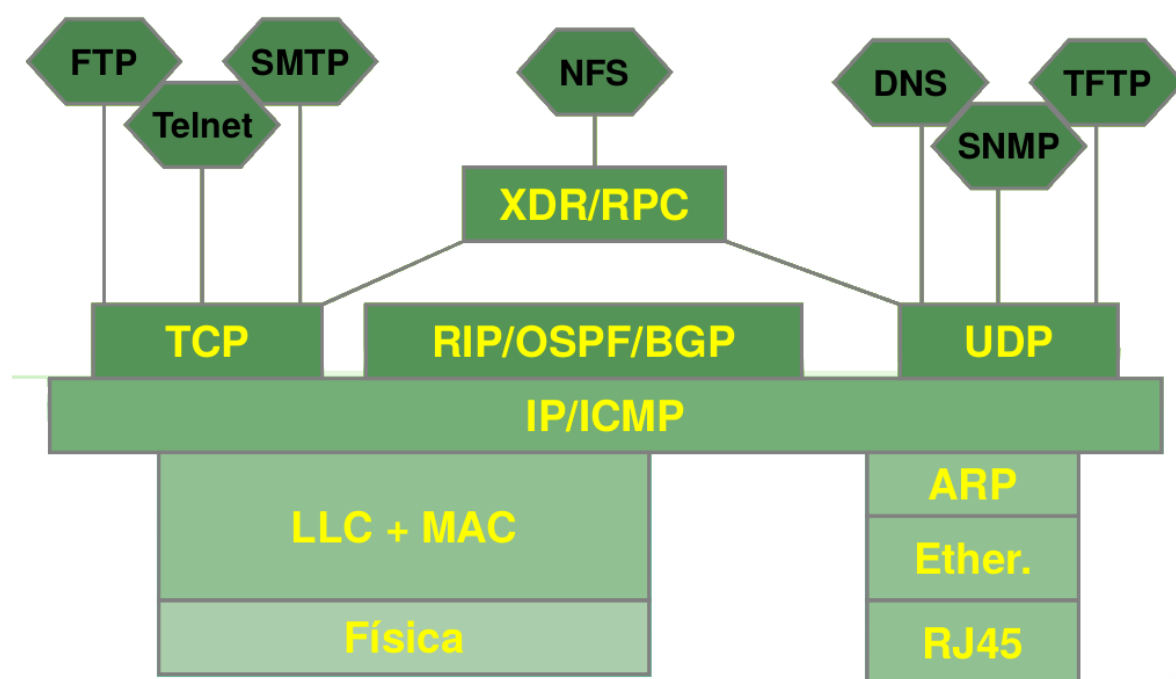 FTP
SMTP
Telnet
NFS
DNS
TFTP
SNMP
XDR/RPC
TCP
RIP/OSPF/BGP
UDP
IP/ICMP
LLC + MAC
ARP
Ether.
Física
RJ45